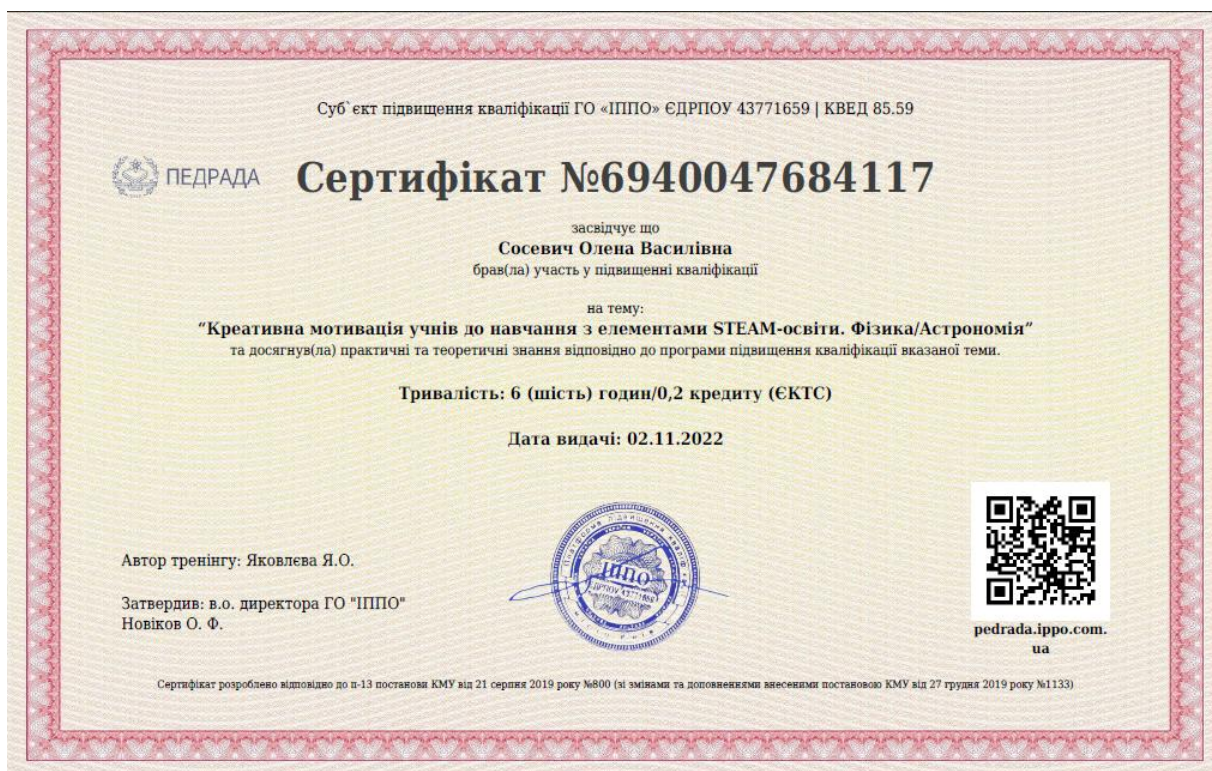 Суб`єкт підвищення кваліфікації ГО «ІППО» ЄДРПОУ 43771659 | КВЕД 85.59
ПЕДРАДА
Сертифікат №6940047684117
засвідчує що
Сосевич Олена Василівна
брав(ла) участь у підвищенні кваліфікації
на тему:
“Креативна мотивація учнів до навчання з елементами STEAM-освіти. Фізика/Астрономія”
та досягнув(ла) практичні та теоретичні знання відповідно до програми підвищення кваліфікації вказаної теми.
Тривалість: 6 (шість) годин/0,2 кредиту (ЄКТС)
Дата видачі: 02.11.2022
Автор тренінгу: Яковлєва Я.О.
Затвердив: в.о. директора ГО "ІППО"
Новіков О. Ф.
ІППО
pedrada.ippo.com.
ua
Сертифікат розроблено відповідно до п-13 постанови КМУ від 21 серпня 2019 року №800 (зі змінами та доповненнями внесеними постановою КМУ від 27 грудня 2019 року №1133)